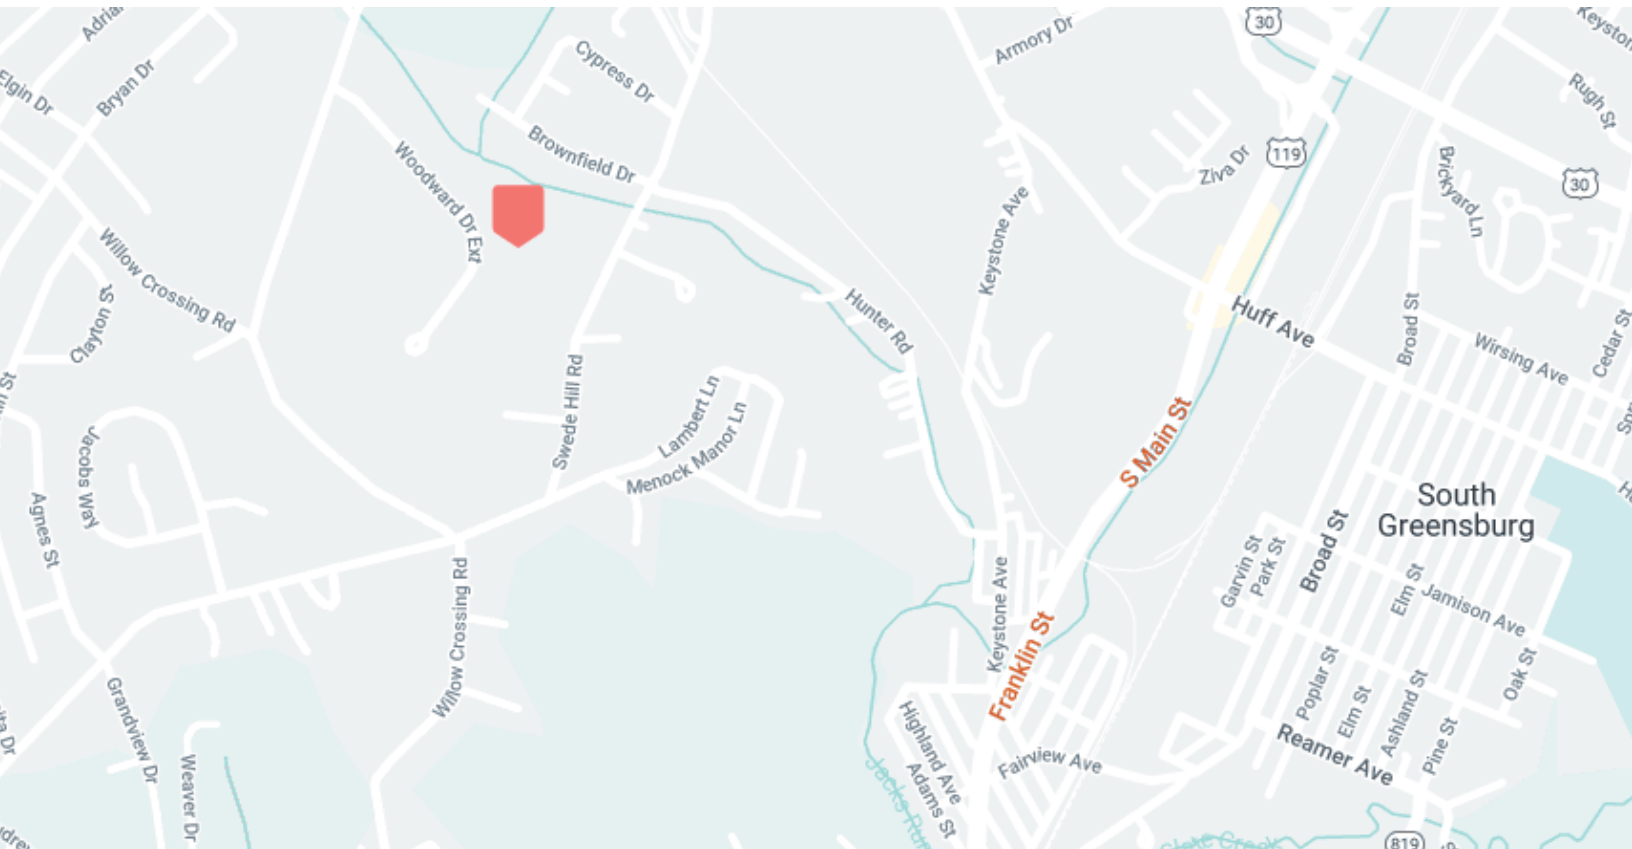 30
Armory Dr
Cypress Dr
Bryan Dr
Elgin Dr
Rugh St
Brownfield Dr
119
Ziva Dr
30
Brickyard Ln
Woodward Dr Ext
Keystone Ave
Willow Crossing Rd
Clayton St
Hunter Rd
Huff Ave
Broad St
Wirsing Ave
Cedar St
Swede Hill Rd
Lambert Ln
Menock Manor Ln
S Main St
Jacobs Way
Agnes St
South
Greensburg
Broad St
Garvin St
Park St
Elm St
Jamison Ave
Willow Crossing Rd
Keystone Ave
Franklin St
Poplar St
Elm St
Ashland St
Oak St
Pine St
Grandview Dr
Weaver Dr
Highland Ave
Adams St
Fairview Ave
Reamer Ave
Jacks Run
819